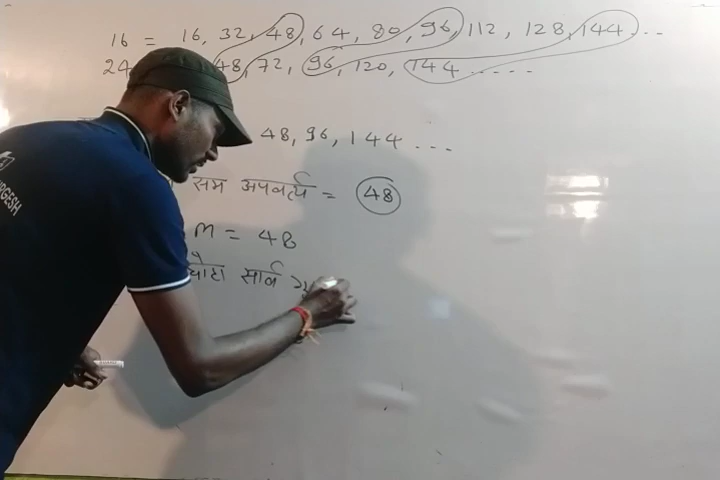 16 = 16, 32, 48, 64, 80, 96, 112, 128, 144...
24 48, 72, 96, 120, 144.....
48, 96, 144...
सम अपवर्त्य = 48
m = 48
सार्व